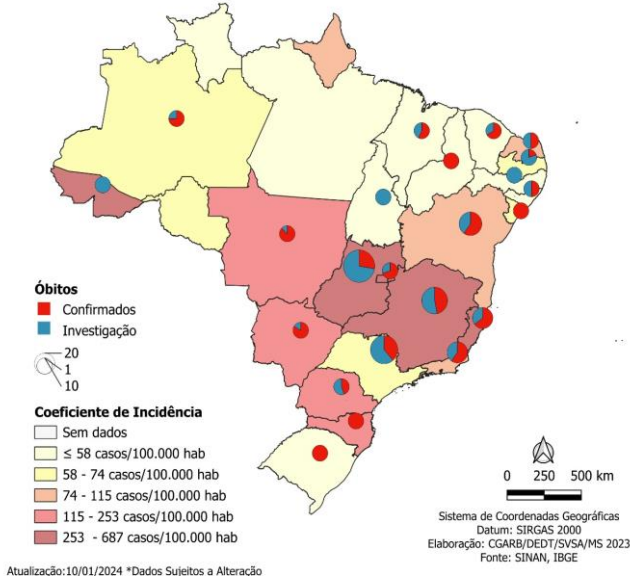 Óbitos
Confirmados
Investigação
20
1
10
Coeficiente de Incidência
Sem dados
≤ 58 casos/100.000 hab
58 - 74 casos/100.000 hab
74 - 115 casos/100.000 hab
115 - 253 casos/100.000 hab
253 - 687 casos/100.000 hab
0 250 500 km
Sistema de Coordenadas Geográficas
Datum: SIRGAS 2000
Elaboração: CGARB/DEDT/SVSA/MS 2023
Fonte: SINAN, IBGE
Atualização:10/01/2024 *Dados Sujeitos a Alteração